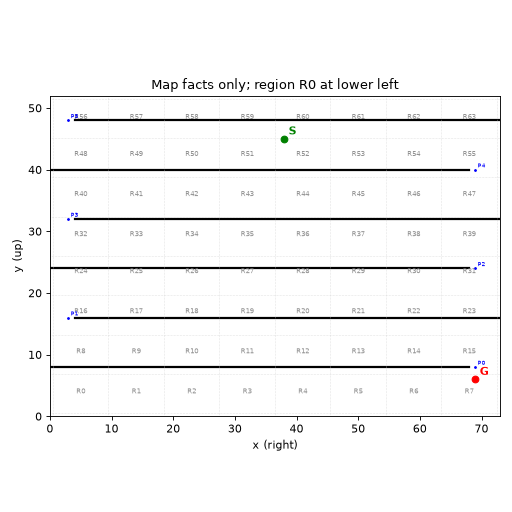 Map facts only; region R0 at lower left
50
P5 R56 R57 R58 R59 R60 R61 R62 R63
S
R48 R49 R50 R51 R52 R53 R54 R55
40
P4
R40 R41 R42 R43 R44 R45 R46 R47
P3
30
R32 R33 R34 R35 R36 R37 R38 R39
P2
R24 R25 R26 R27 R28 R29 R30 R31
20
P1 R16 R17 R18 R19 R20 R21 R22 R23
10
R8 R9 R10 R11 R12 R13 R14 R15
P0
G
R0 R1 R2 R3 R4 R5 R6 R7
0
0 10 20 30 40 50 60 70
x (right)
y (up)